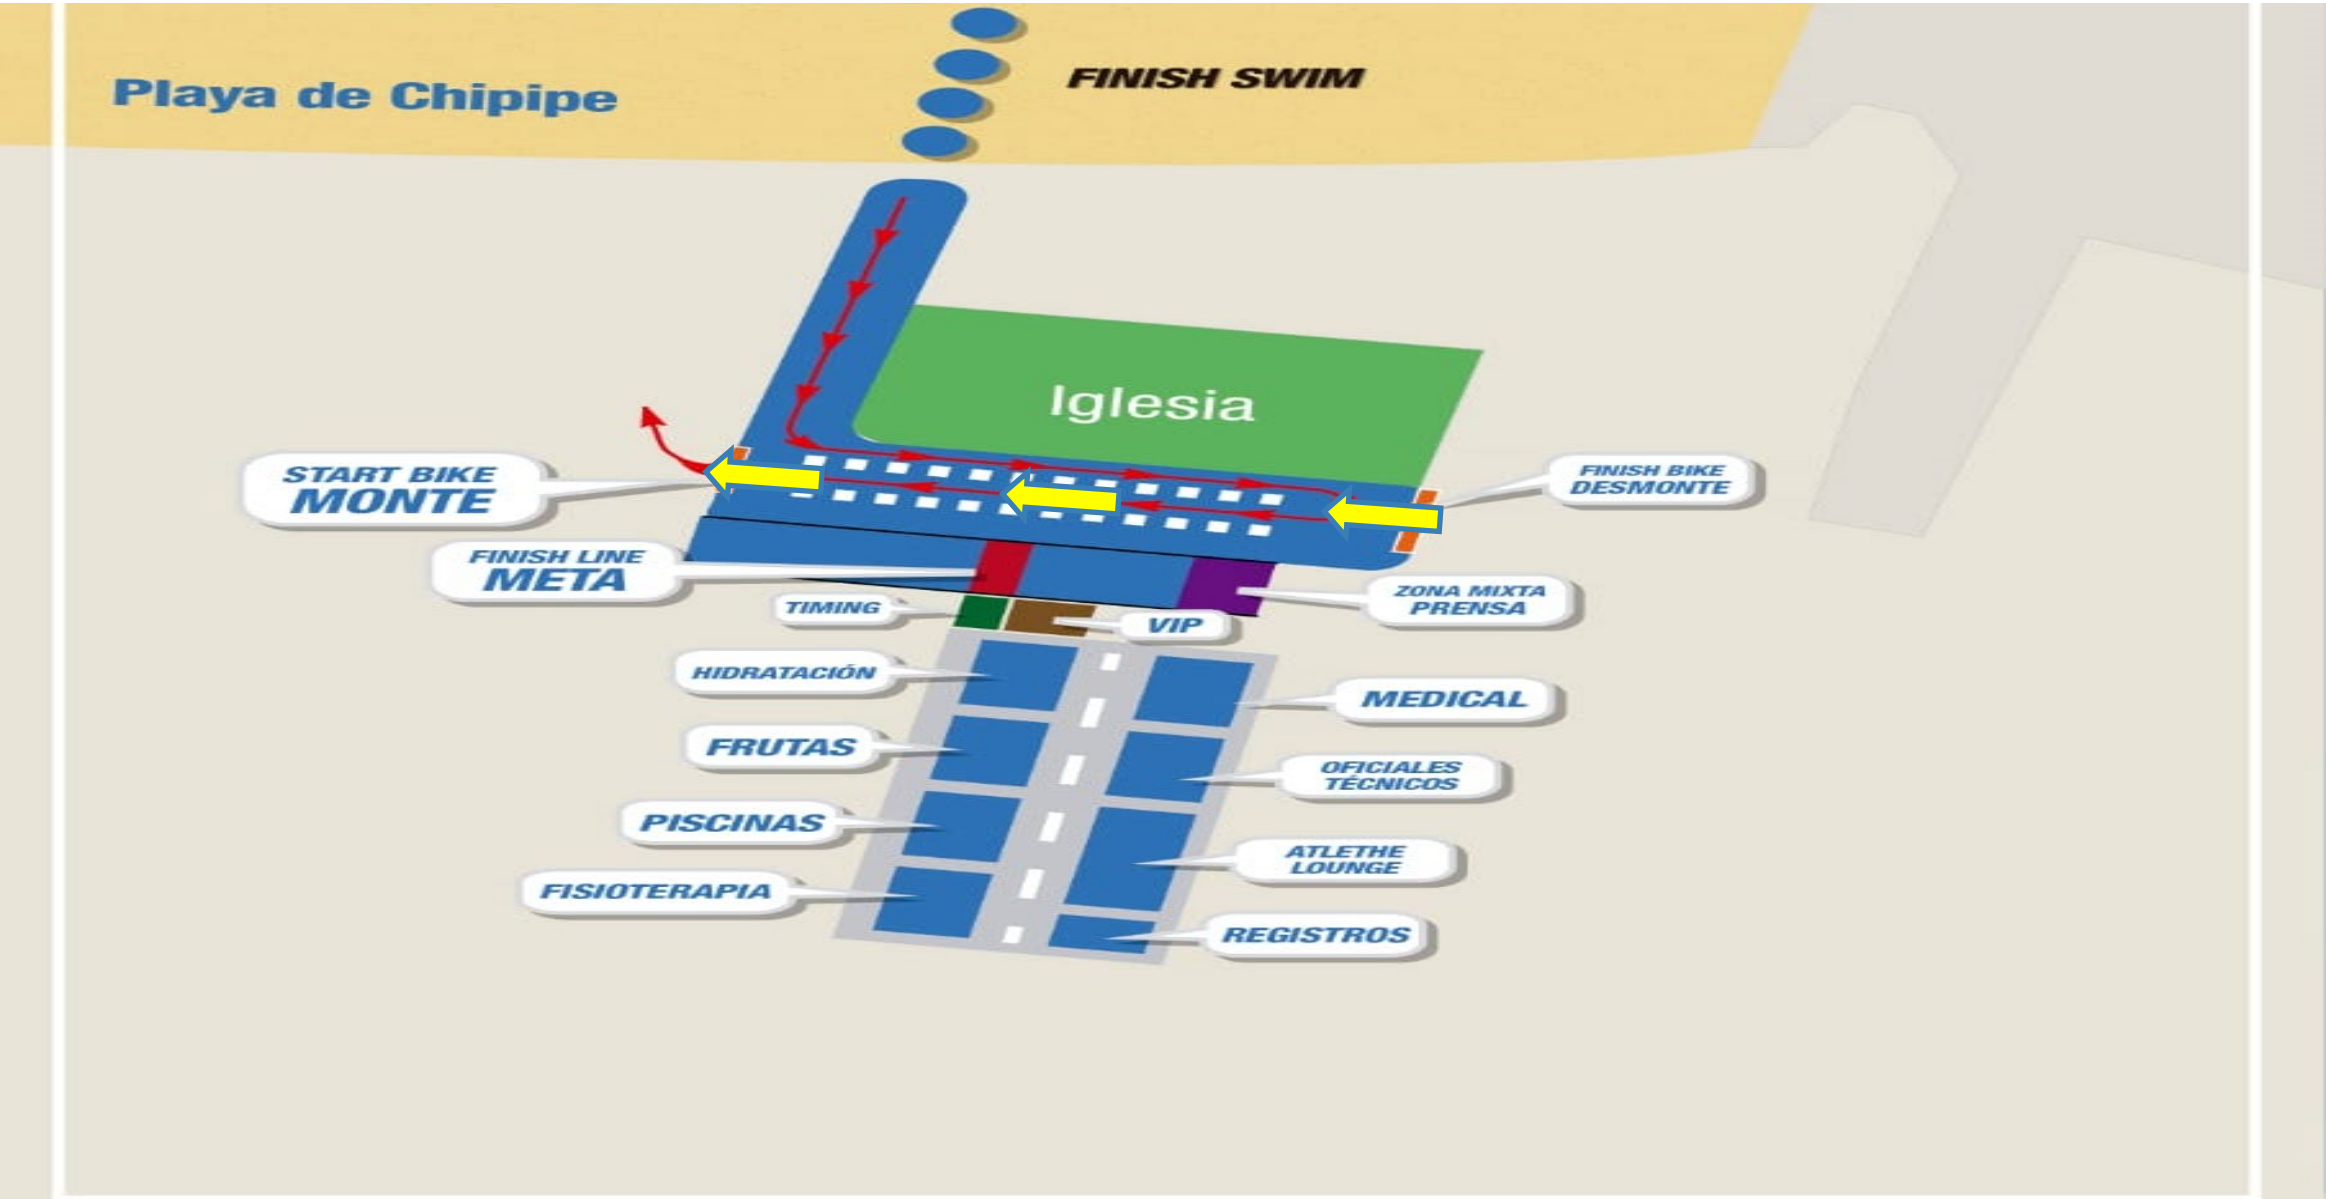 Playa de Chipipe
FINISH SWIM
Iglesia
START BIKE
MONTE
FINISH BIKE
DESMONTE
FINISH LINE
META
ZONA MIXTA
PRENSA
TIMING
VIP
HIDRATACIÓN
MEDICAL
FRUTAS
OFICIALES
TÉCNICOS
PISCINAS
ATLETHE
LOUNGE
FISIOTERAPIA
REGISTROS